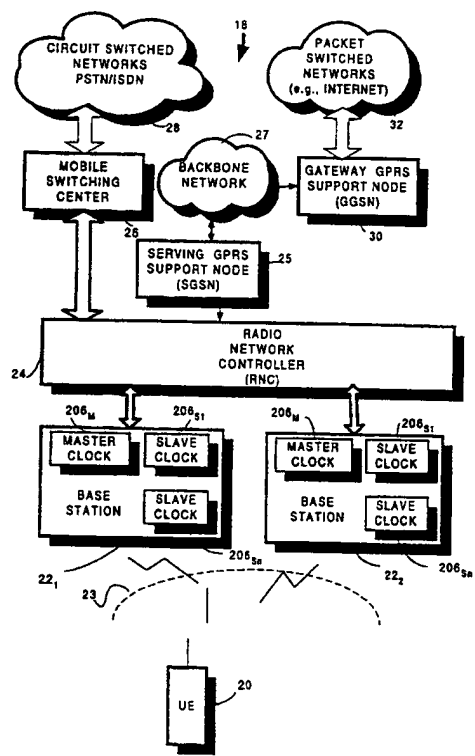 18
CIRCUIT SWITCHED
NETWORKS
PSTN/ISDN
28
PACKET
SWITCHED
NETWORKS
(e.g., INTERNET)
32
27
BACKBONE
NETWORK
MOBILE
SWITCHING
CENTER
26
GATEWAY GPRS
SUPPORT NODE
(GGSN)
30
SERVING GPRS
SUPPORT NODE
(SGSN)
25
RADIO
NETWORK
CONTROLLER
(RNC)
24
206M
206S1
MASTER
CLOCK
SLAVE
CLOCK
BASE
STATION
SLAVE
CLOCK
206Sn
221
206M
206S1
MASTER
CLOCK
SLAVE
CLOCK
BASE
STATION
SLAVE
CLOCK
206Sn
222
23
UE
20